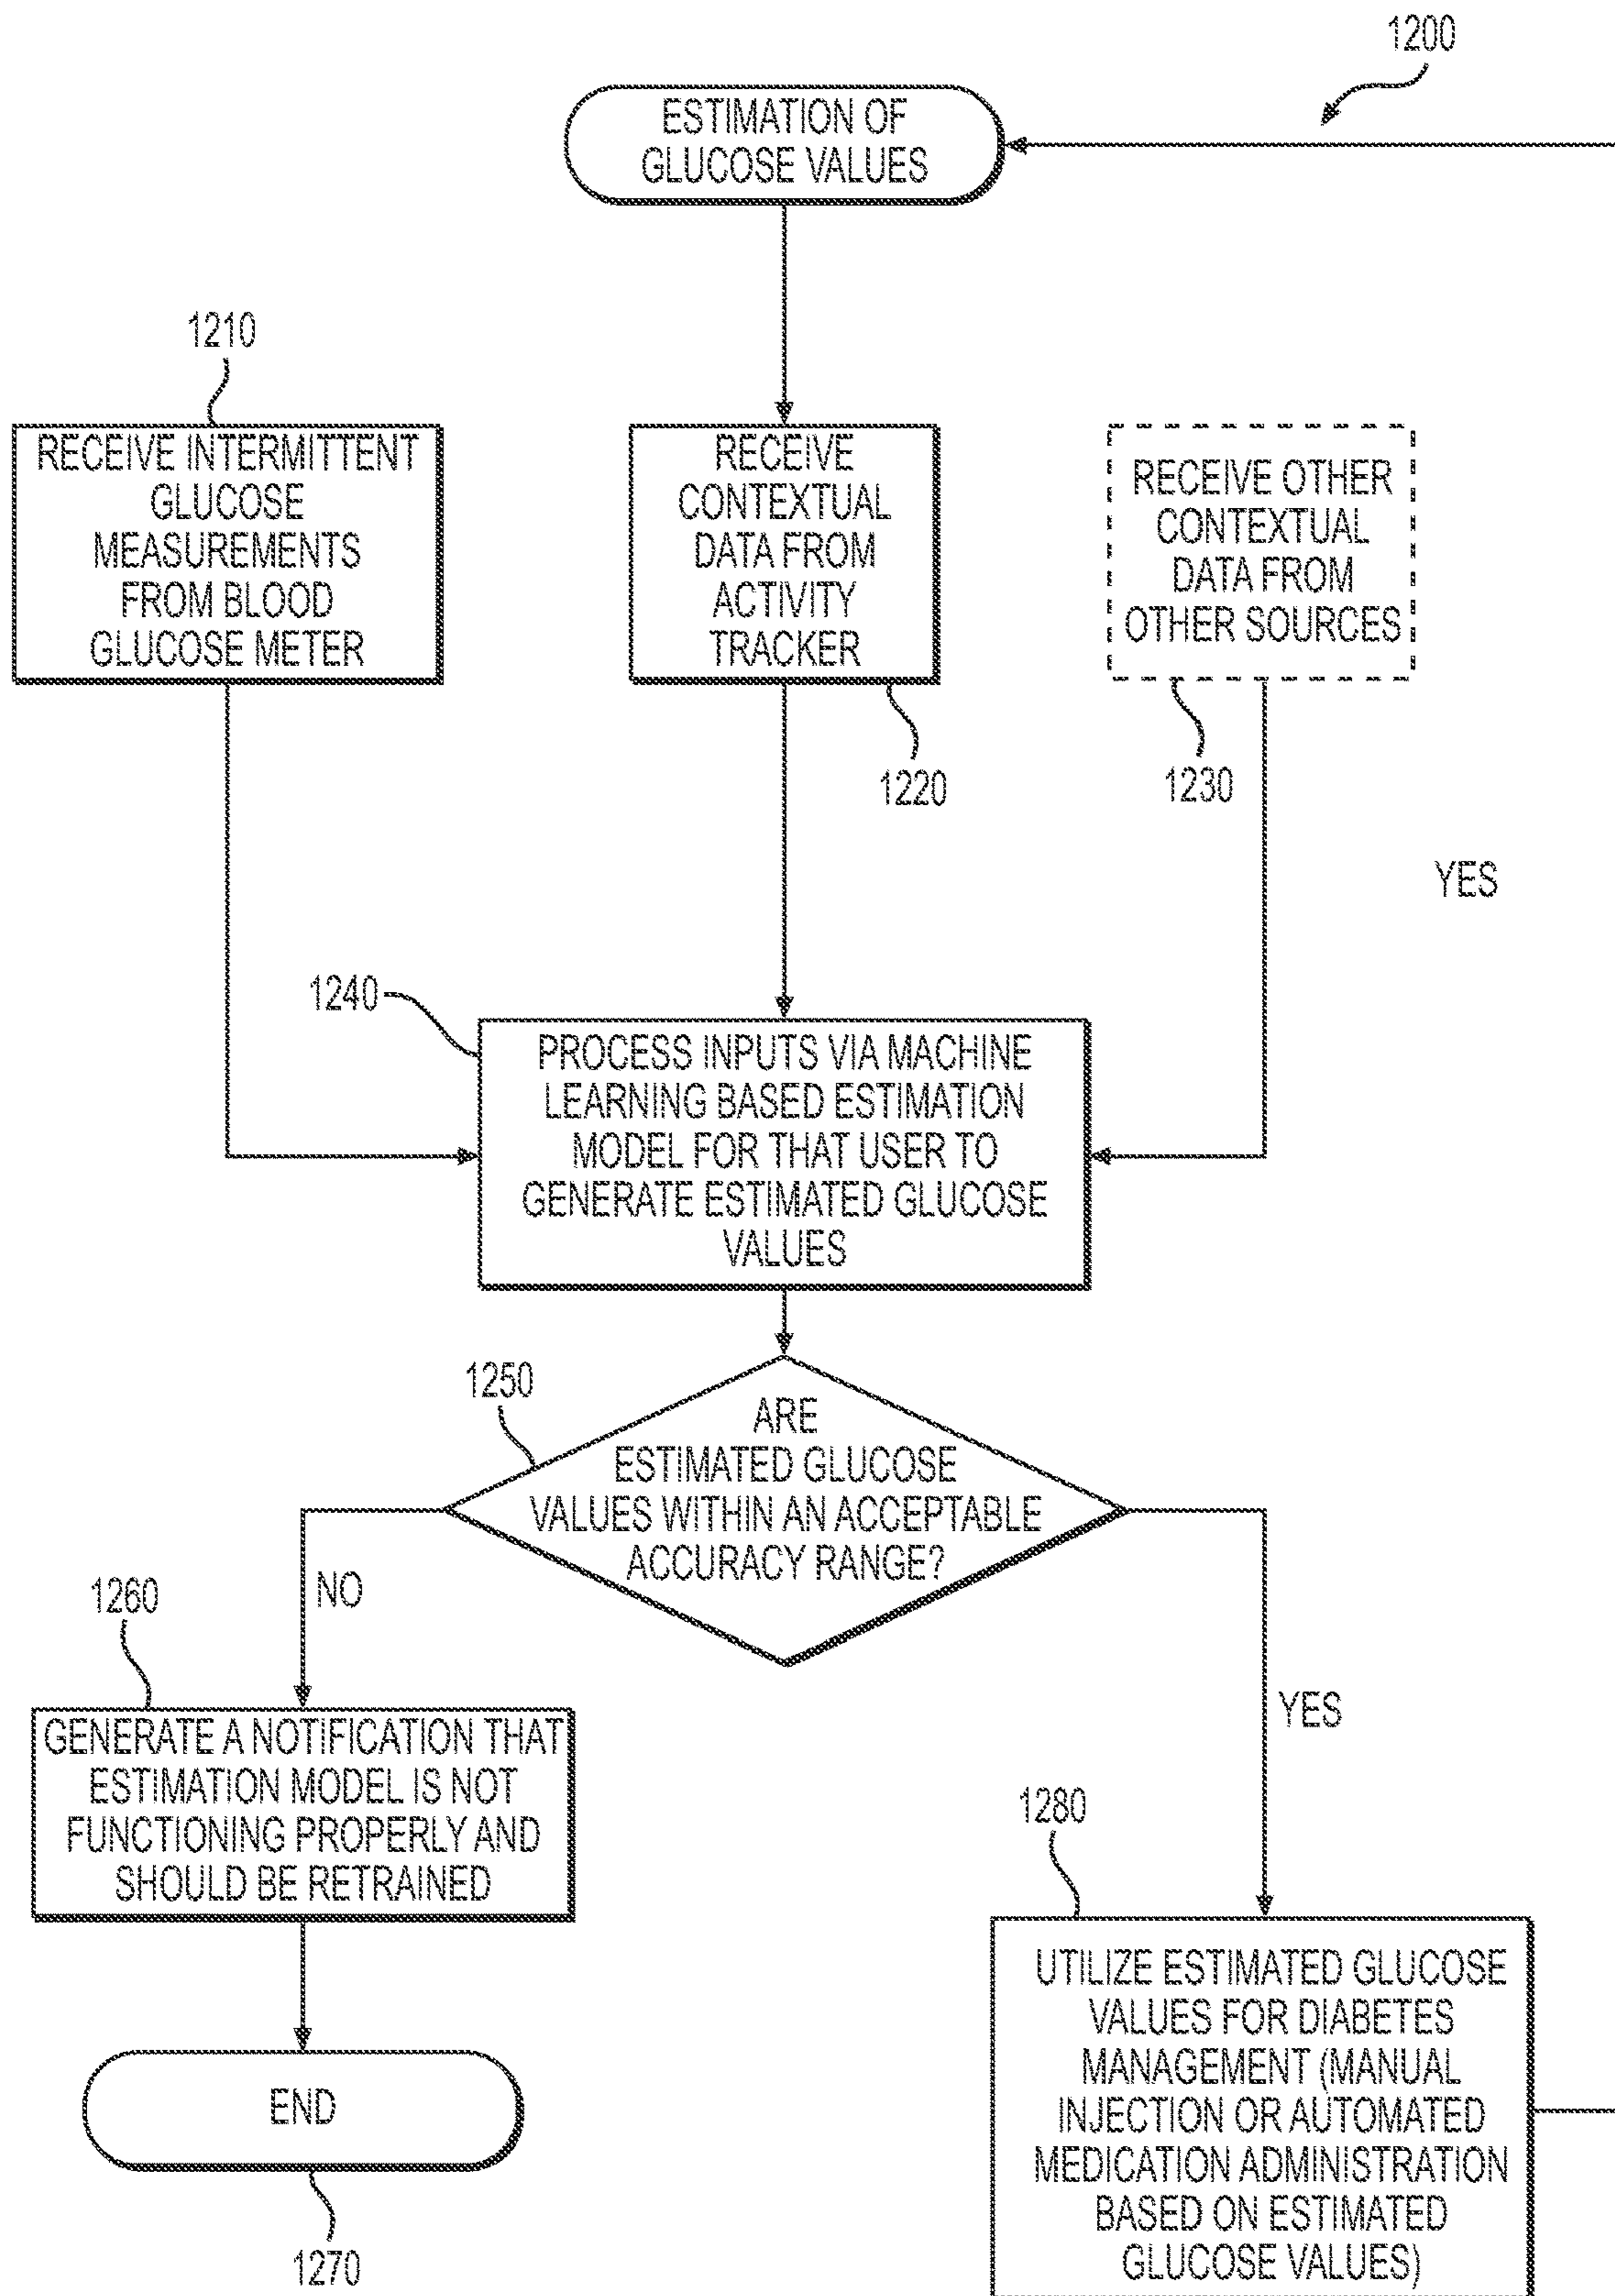 1200
ESTIMATION OF
GLUCOSE VALUES
1210
RECEIVE INTERMITTENT
GLUCOSE
MEASUREMENTS
FROM BLOOD
GLUCOSE METER
RECEIVE
CONTEXTUAL
DATA FROM
ACTIVITY
TRACKER
1220
RECEIVE OTHER
CONTEXTUAL
DATA FROM
OTHER SOURCES
1230
YES
1240
PROCESS INPUTS VIA MACHINE
LEARNING BASED ESTIMATION
MODEL FOR THAT USER TO
GENERATE ESTIMATED GLUCOSE
VALUES
1250
ARE
ESTIMATED GLUCOSE
VALUES WITHIN AN ACCEPTABLE
ACCURACY RANGE?
NO
YES
1260
GENERATE A NOTIFICATION THAT
ESTIMATION MODEL IS NOT
FUNCTIONING PROPERLY AND
SHOULD BE RETRAINED
END
1270
1280
UTILIZE ESTIMATED GLUCOSE
VALUES FOR DIABETES
MANAGEMENT (MANUAL
INJECTION OR AUTOMATED
MEDICATION ADMINISTRATION
BASED ON ESTIMATED
GLUCOSE VALUES)